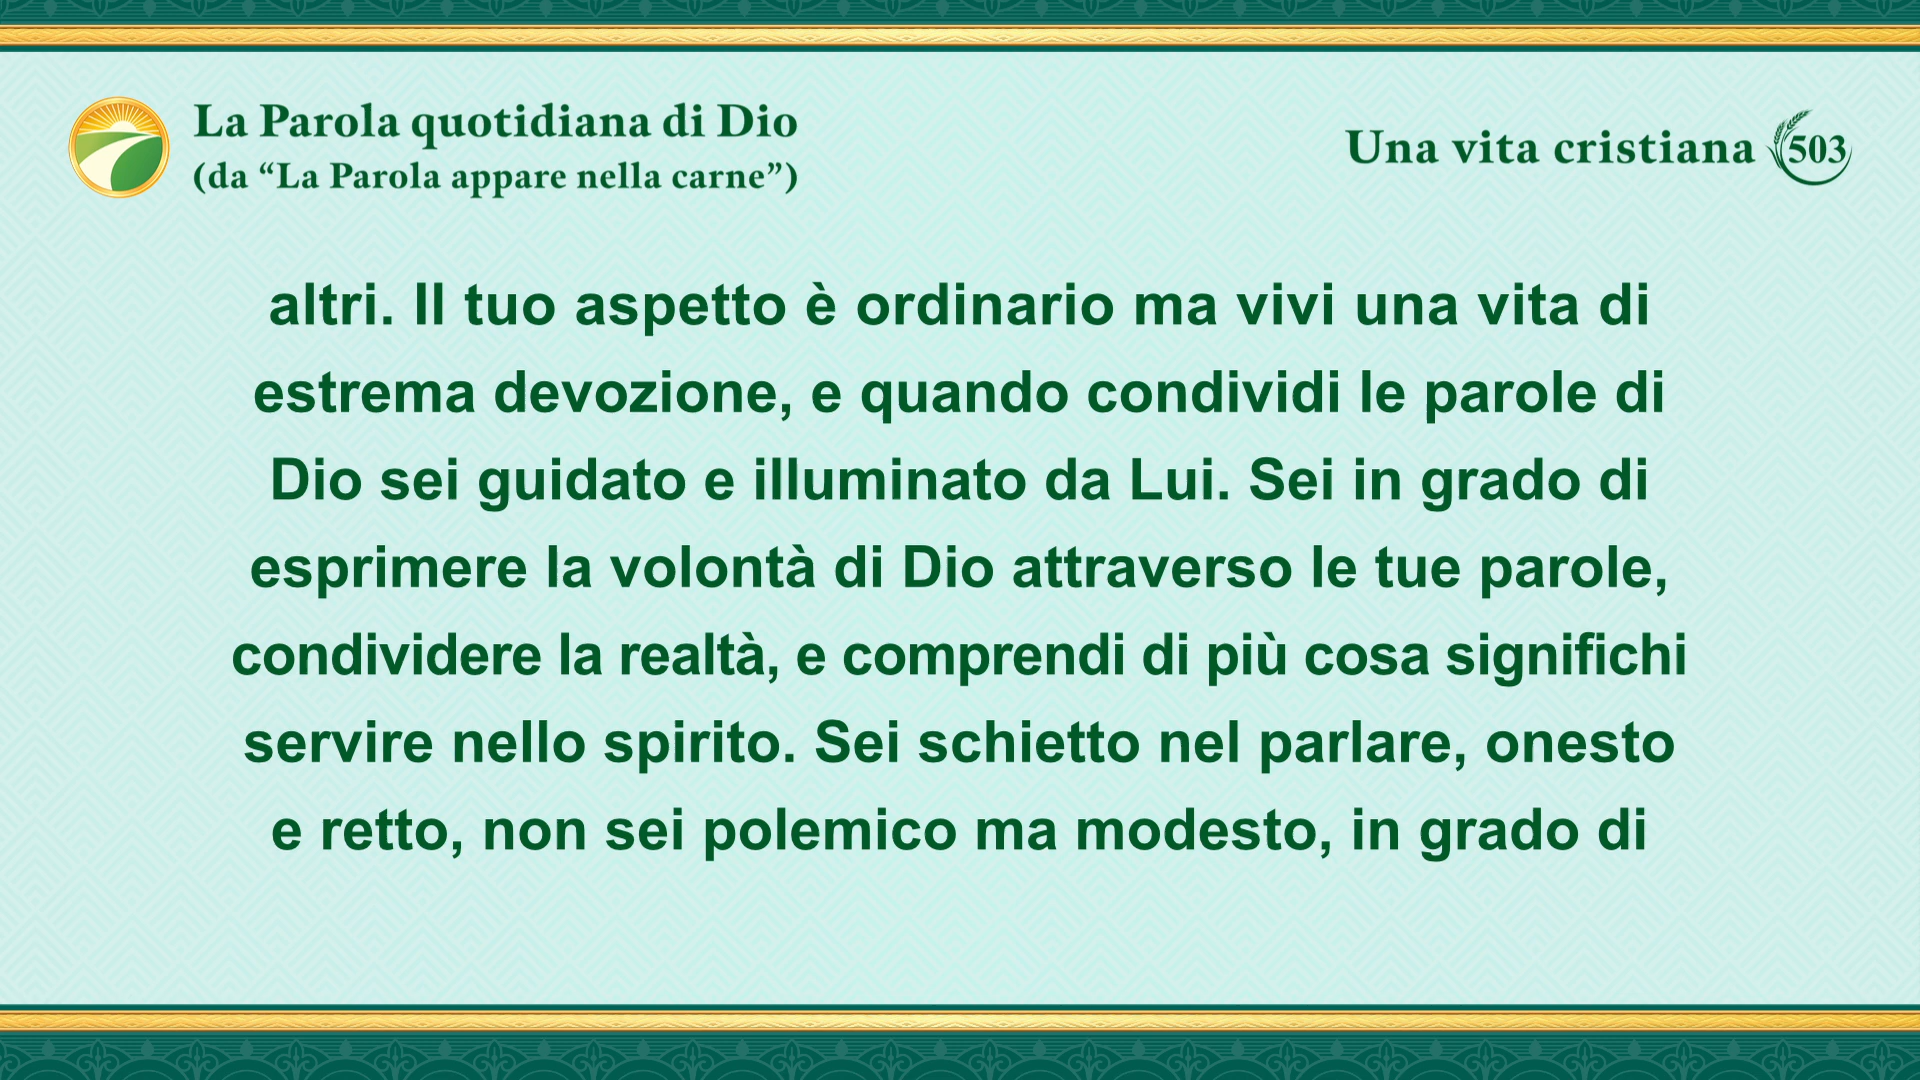 La Parola quotidiana di Dio
(da “La Parola appare nella carne”)
Una vita cristiana 503
altri. Il tuo aspetto è ordinario ma vivi una vita di
estrema devozione, e quando condividi le parole di
Dio sei guidato e illuminato da Lui. Sei in grado di
esprimere la volontà di Dio attraverso le tue parole,
condividere la realtà, e comprendi di più cosa significhi
servire nello spirito. Sei schietto nel parlare, onesto
e retto, non sei polemico ma modesto, in grado di